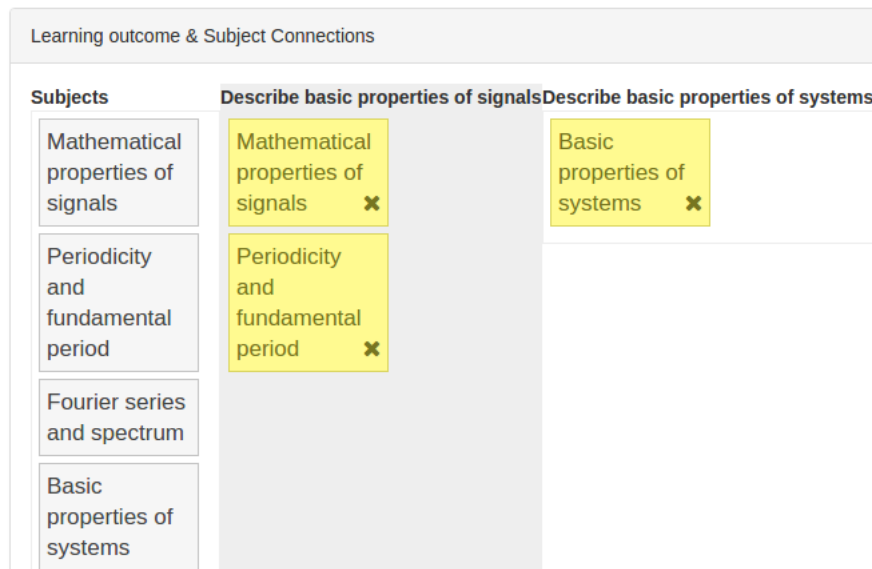 Learning outcome & Subject Connections
Subjects
Mathematical
properties of
signals
Periodicity
and
fundamental
period
Fourier series
and spectrum
Basic
properties of
systems
Describe basic properties of signals
Mathematical
properties of
signals ✖
Periodicity
and
fundamental
period ✖
Describe basic properties of systems
Basic
properties of
systems ✖